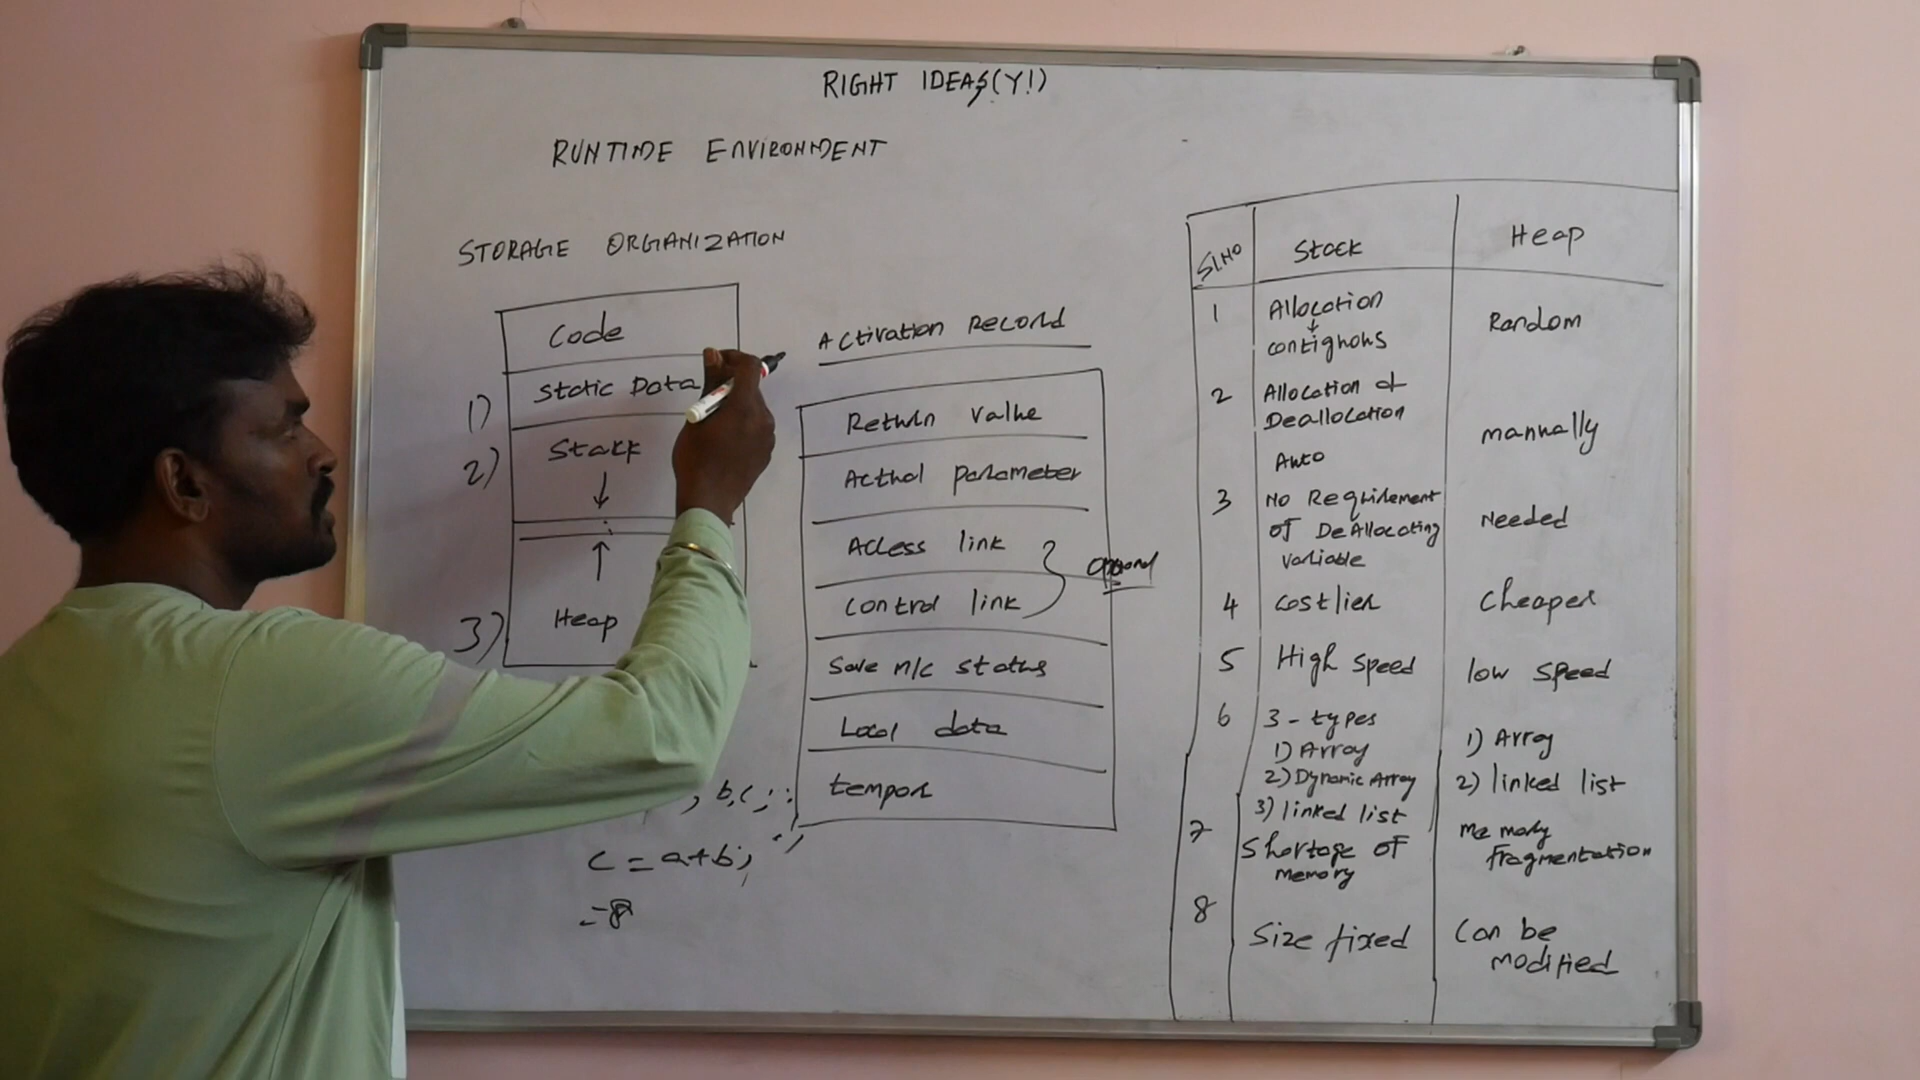 RIGHT IDEAS(Y!)
RUNTIME ENVIRONMENT
STORAGE ORGANIZATION
Code
1) Static Data
2) Stack
3) Heap
, b,c;
c = a+b;
=8
Activation Record
Return value
Actual parameter
Access link
Control link
optional
Save m/c status
Local data
tempor
Sl.NO Stack Heap
1 Allocation
contiguous
Random
2 Allocation &
Deallocation
Auto
manually
3 No Requirement
of DeAllocating
variable
Needed
4 Costlier Cheaper
5 High speed low speed
6 3-types
1) Array
2) Dynamic Array
3) linked list
1) Array
2) linked list
7 Shortage of
memory
Memory
fragmentation
8 Size fixed
Can be
modified